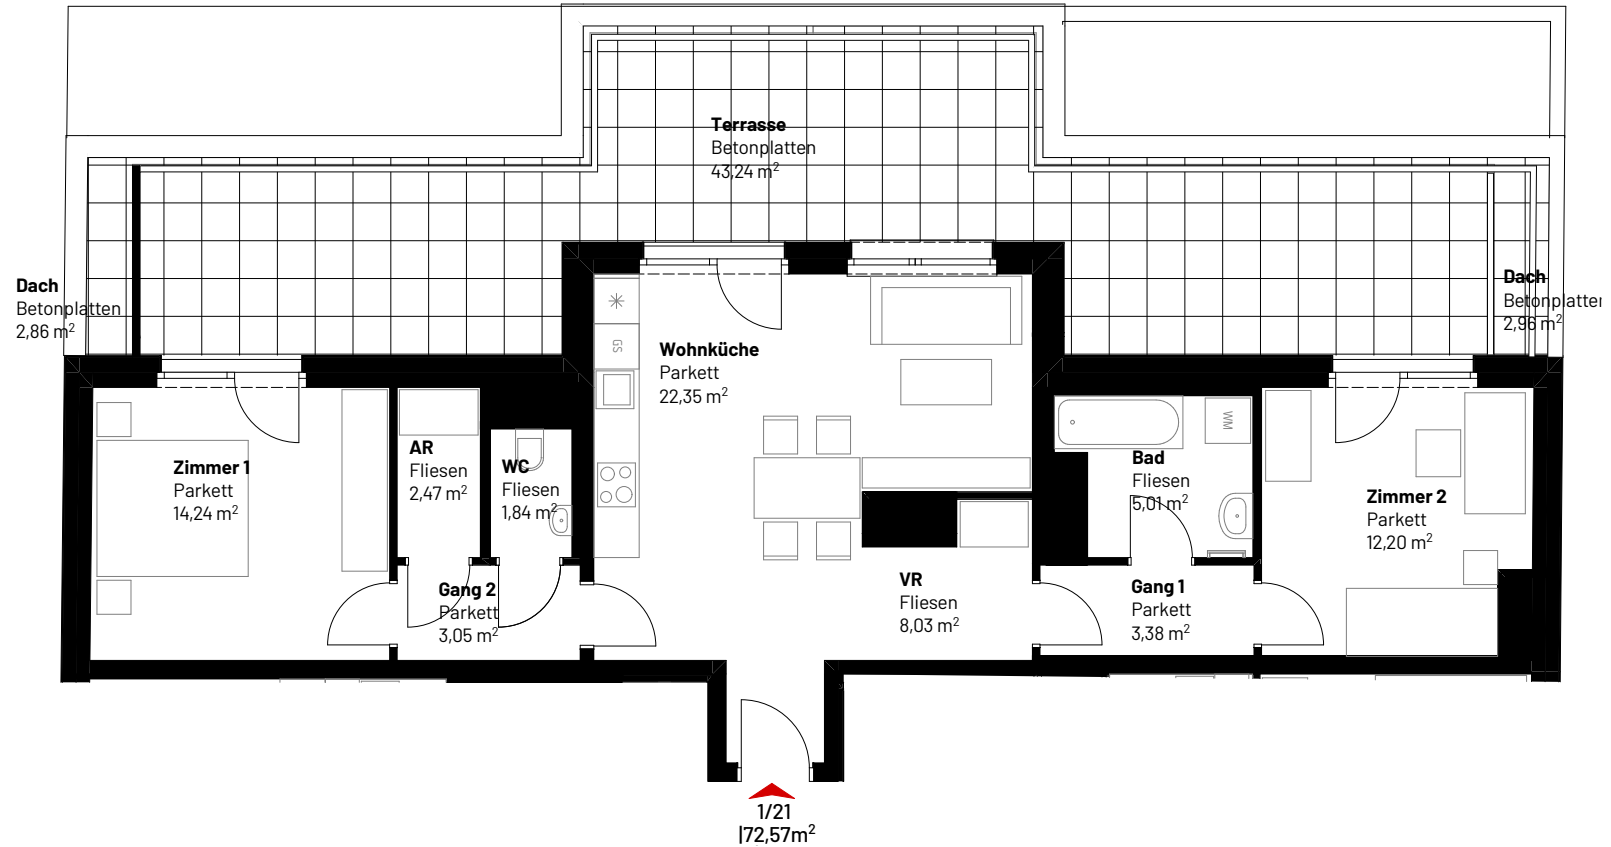 Terrasse
Betonplatten
43,24 m²
Dach
Betonplatten
2,86 m²
Dach
Betonplatten
2,96 m²
GS
Wohnküche
Parkett
22,35 m²
WM
AR
Fliesen
2,47 m²
WC
Fliesen
1,84 m²
Zimmer 1
Parkett
14,24 m²
Bad
Fliesen
5,01 m²
Zimmer 2
Parkett
12,20 m²
Gang 2
Parkett
3,05 m²
VR
Fliesen
8,03 m²
Gang 1
Parkett
3,38 m²
1/21
|72,57m²